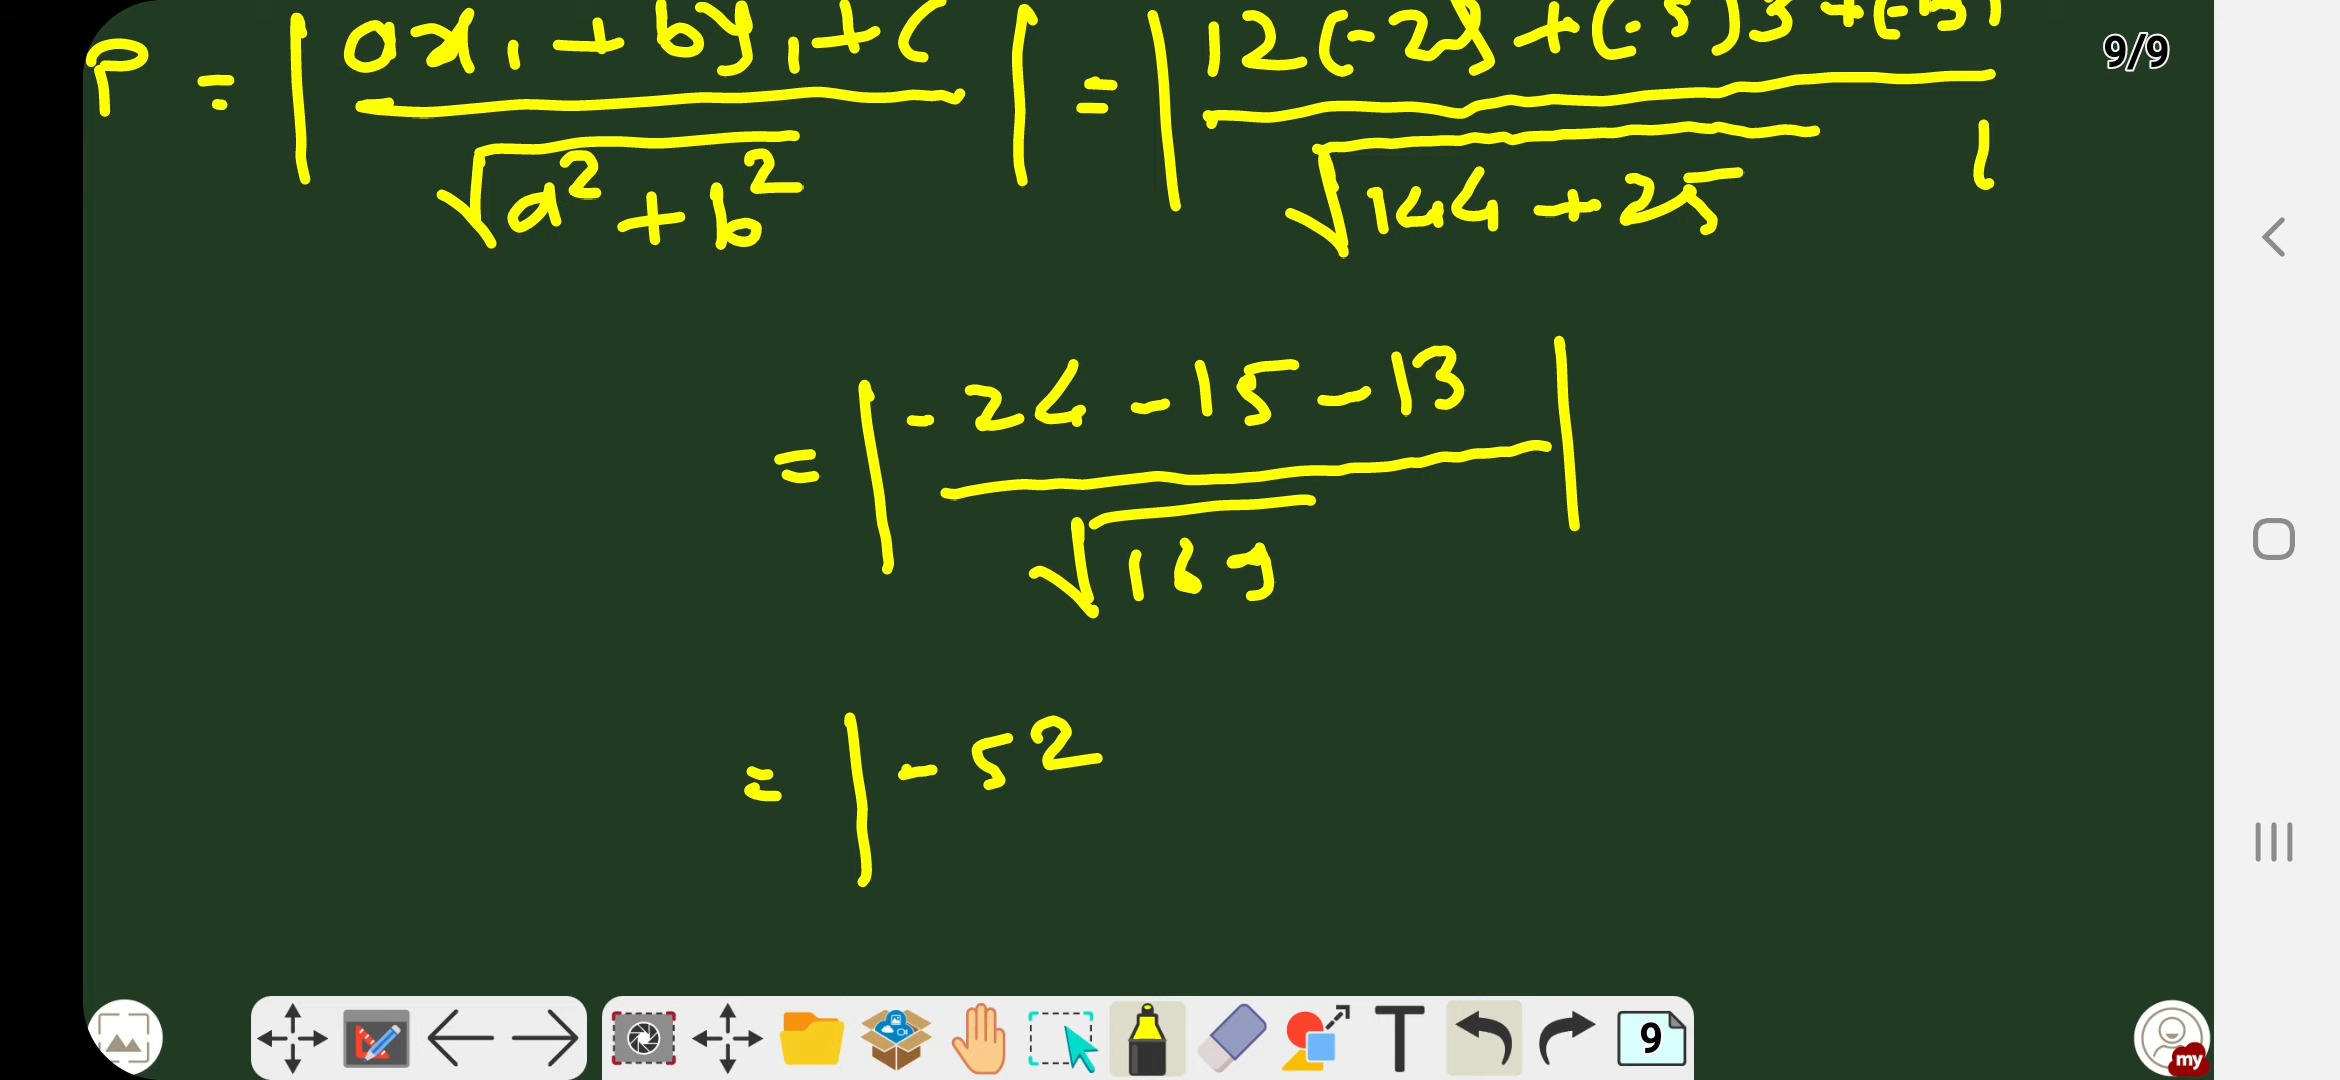 P = | ax₁ + by₁ + c / √a² + b² | = | 12(-2) + (-5)3 + (-13) / √144 + 25 |
9/9
= | -24 - 15 - 13 / √169 |
= | -52
T
9
my